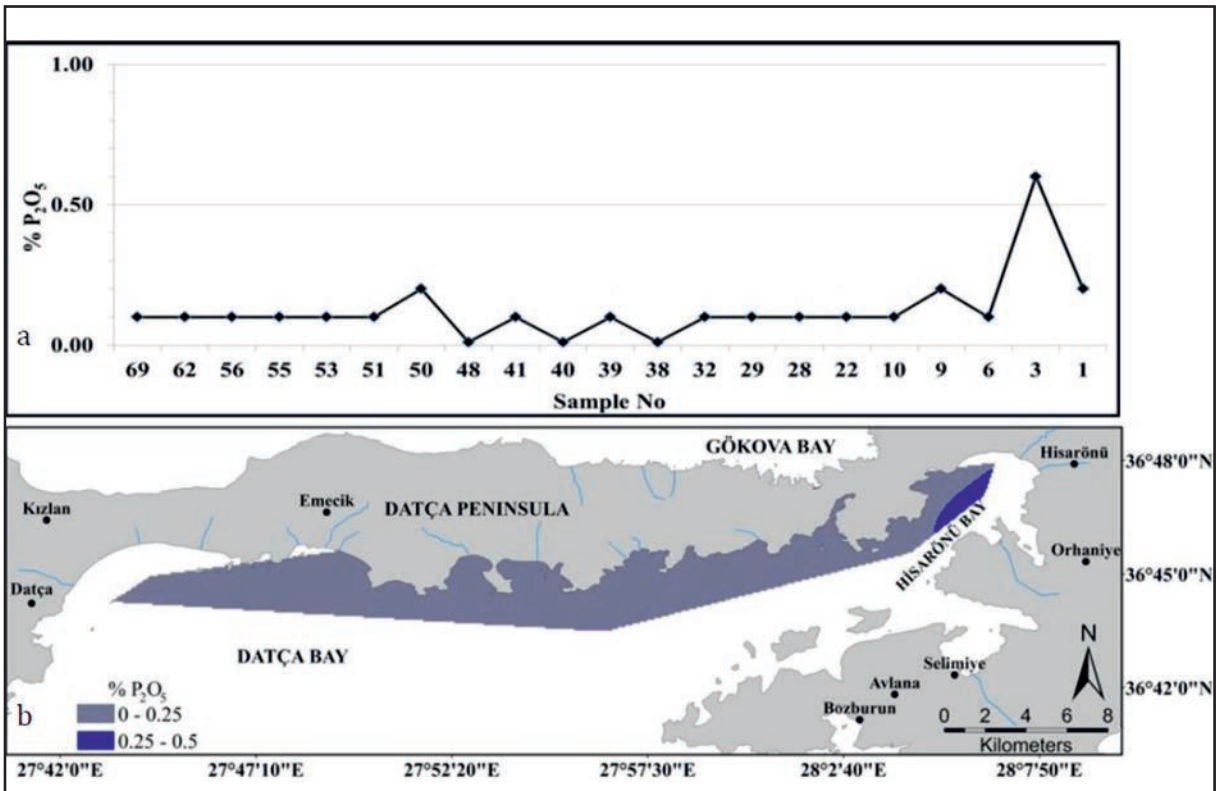 1.00
0.50
0.00
% P₂O₅
a
69 62 56 55 53 51 50 48 41 40 39 38 32 29 28 22 10 9 6 3 1
Sample No
GÖKOVA BAY
Hisarönü
36°48'0"N
Kızlan
Emecik
DATÇA PENINSULA
HİSARÖNÜ BAY
Orhaniye
36°45'0"N
Datça
DATÇA BAY
N
Selimiye
Avlana
36°42'0"N
Bozburun
% P₂O₅
0 - 0.25
0.25 - 0.5
b
0 2 4 6 8
Kilometers
27°42'0"E 27°47'10"E 27°52'20"E 27°57'30"E 28°2'40"E 28°7'50"E